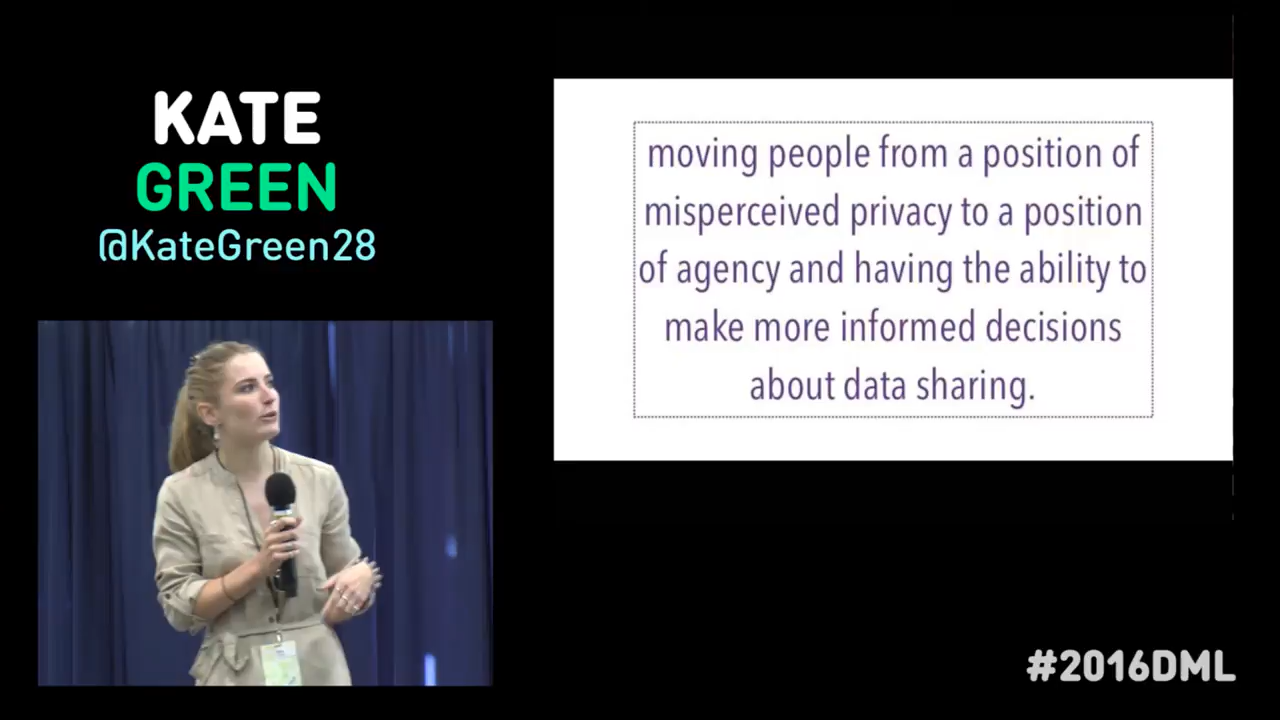 KATE
GREEN
@KateGreen28
moving people from a position of
misperceived privacy to a position
of agency and having the ability to
make more informed decisions
about data sharing.
#2016DML